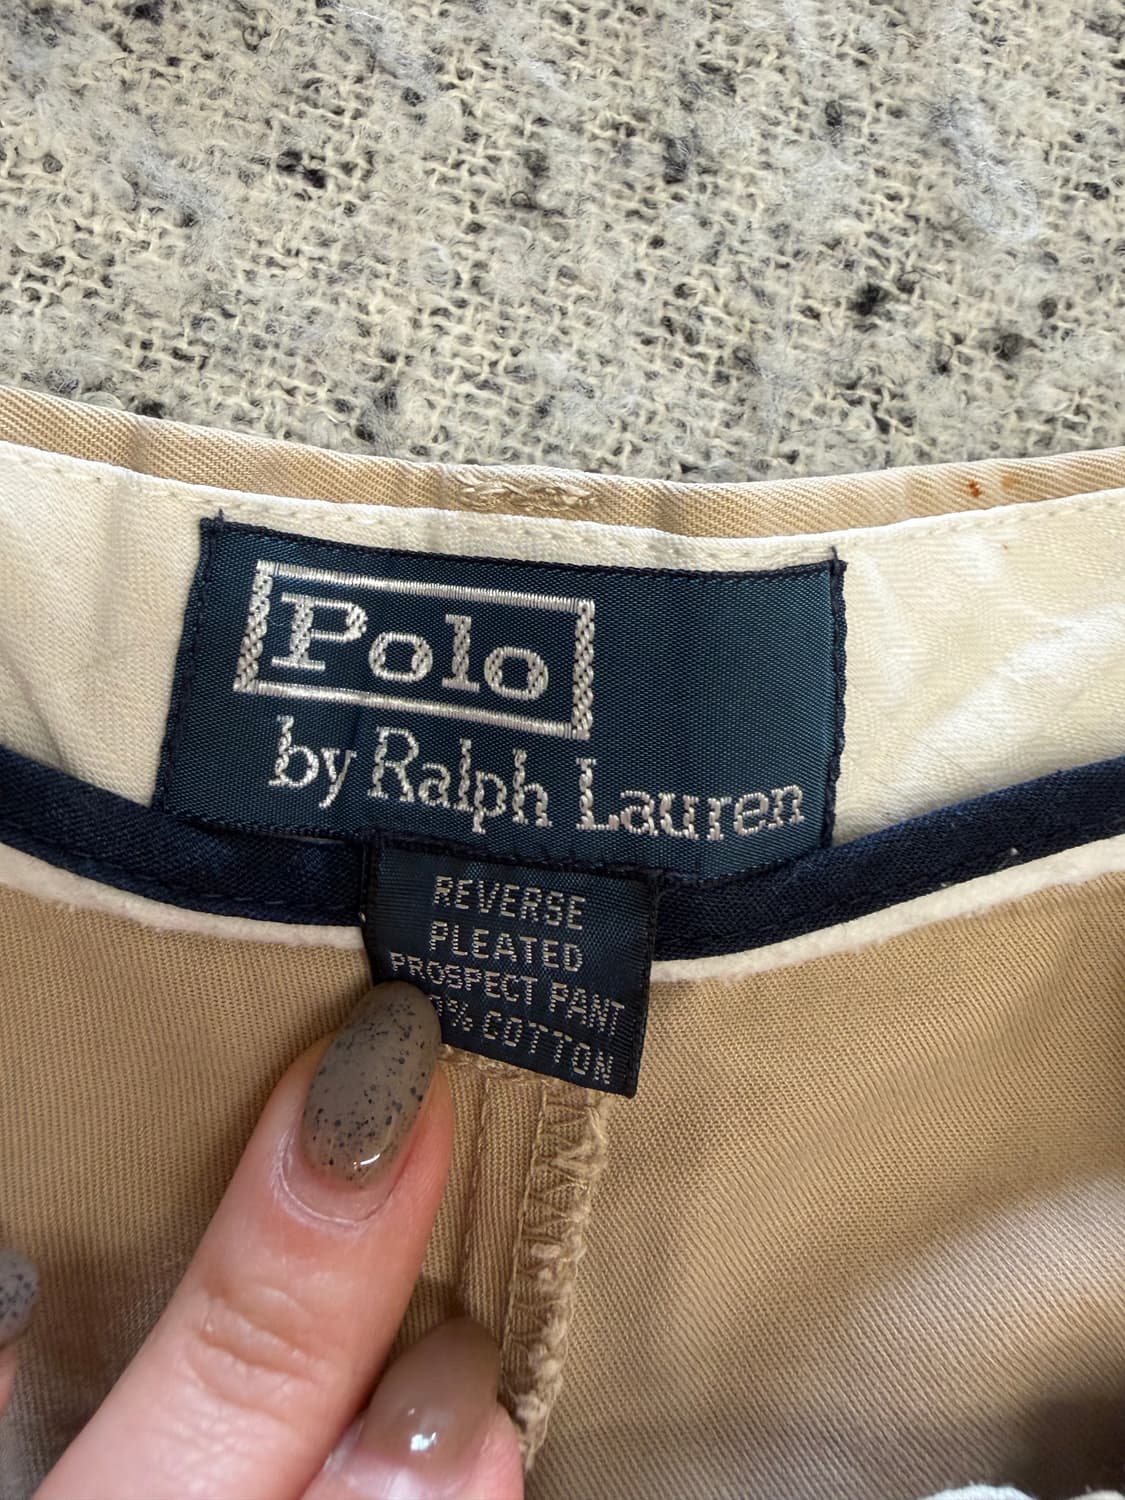 Polo
by Ralph Lauren
REVERSE
PLEATED
PROSPECT PANT
COTTON